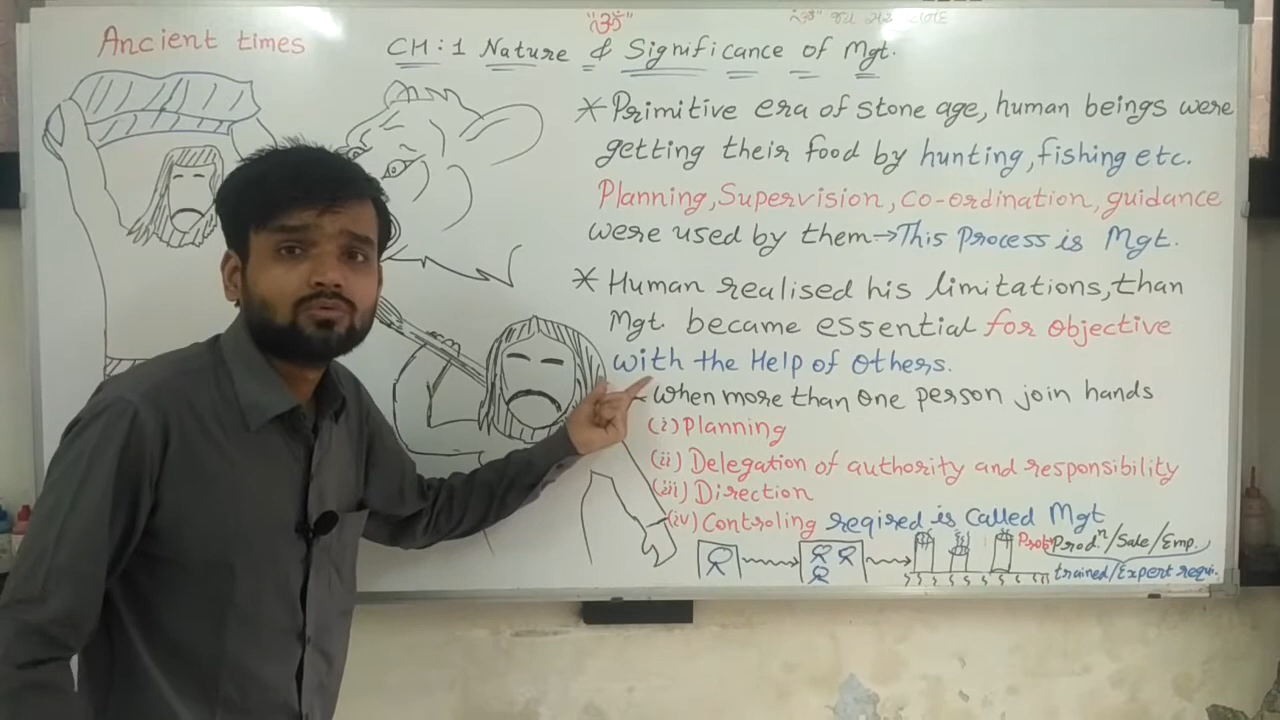 "ૐ"
Ancient times
CH:1 Nature & Significance of Mgt.
* Primitive era of stone age, human beings were
getting their food by hunting, fishing etc.
Planning, Supervision, co-ordination, guidance
were used by them→This Process is Mgt.
* Human realised his limitations, than
Mgt. became essential for objective
with the Help of others.
- when more than one person join hands
(i) Planning
(ii) Delegation of authority and responsibility
(iii) Direction
(iv) Controling reqired is called Mgt
Prodⁿ/Sale/Emp.
trained/Expert requi.